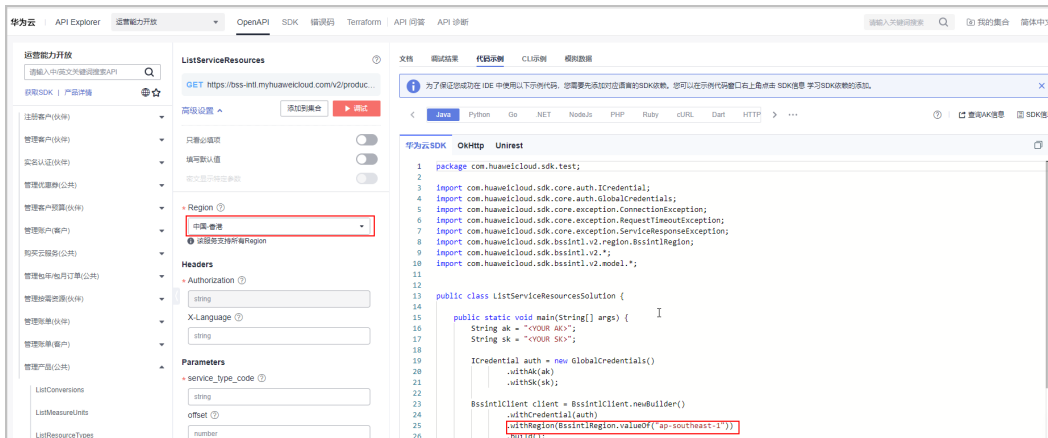 华为云 API Explorer 运营能力开放 OpenAPI SDK 错误码 Terraform API 问答 API 诊断 请输入关键词搜索 我的集合 简体中文
运营能力开放
请输入中/英文关键词搜索API
获取SDK | 产品详情
注册客户(伙伴)
管理客户(伙伴)
实名认证(伙伴)
管理优惠券(公共)
管理客户预算(伙伴)
管理账户(客户)
购买云服务(公共)
管理包年/包月订单(公共)
管理按需资源(伙伴)
管理账单(伙伴)
管理账单(客户)
管理产品(公共)
ListConversions
ListMeasureUnits
ListResourceTypes
ListServiceResources
GET https://bss-intl.myhuaweicloud.com/v2/produc...
高级设置 添加到集合 调试
只看必填项
填写默认值
* Region
中国-香港
该服务支持所有Region
Headers
* Authorization
string
X-Language
string
Parameters
* service_type_code
string
offset
number
文档 调试结果 代码示例 CLI示例 模拟数据
为了保证您成功在 IDE 中使用以下示例代码，您需要先添加对应语言的SDK依赖。您可以在示例代码窗口右上角点击 SDK信息 学习SDK依赖的添加。
Java Python Go .NET NodeJs PHP Ruby cURL Dart HTTP ··· 查询AK信息 SDK信
华为云SDK OkHttp Unirest
1 package com.huaweicloud.sdk.test;
2
3 import com.huaweicloud.sdk.core.auth.ICredential;
4 import com.huaweicloud.sdk.core.auth.GlobalCredentials;
5 import com.huaweicloud.sdk.core.exception.ConnectionException;
6 import com.huaweicloud.sdk.core.exception.RequestTimeoutException;
7 import com.huaweicloud.sdk.core.exception.ServiceResponseException;
8 import com.huaweicloud.sdk.bssintl.v2.region.BssintlRegion;
9 import com.huaweicloud.sdk.bssintl.v2.*;
10 import com.huaweicloud.sdk.bssintl.v2.model.*;
11
12
13 public class ListServiceResourcesSolution {
14
15 public static void main(String[] args) {
16 String ak = "<YOUR AK>";
17 String sk = "<YOUR SK>";
18
19 ICredential auth = new GlobalCredentials()
20 .withAk(ak)
21 .withSk(sk);
22
23 BssintlClient client = BssintlClient.newBuilder()
24 .withCredential(auth)
25 .withRegion(BssintlRegion.valueOf("ap-southeast-1"))
26 .build();